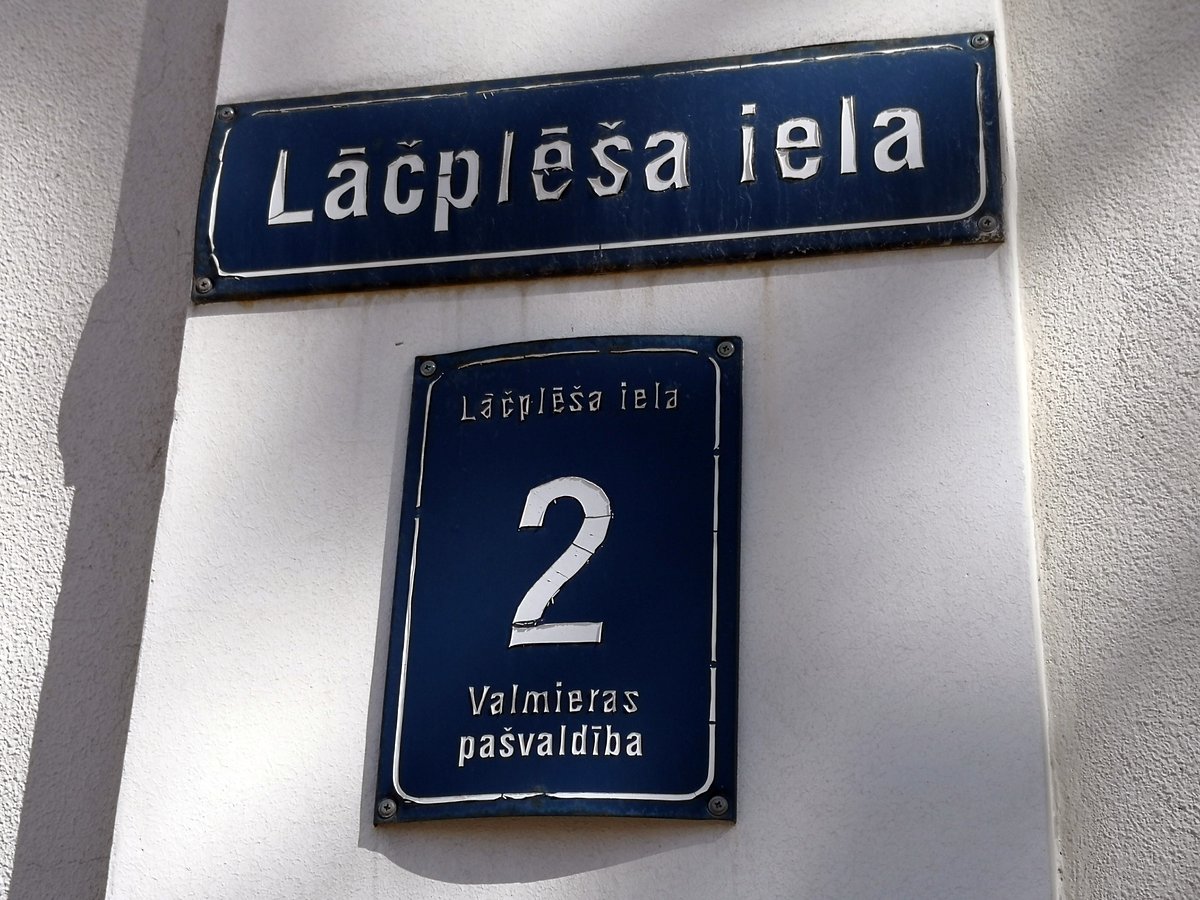 Lāčplēša iela
Lāčplēša iela
2
Valmieras
pašvaldība